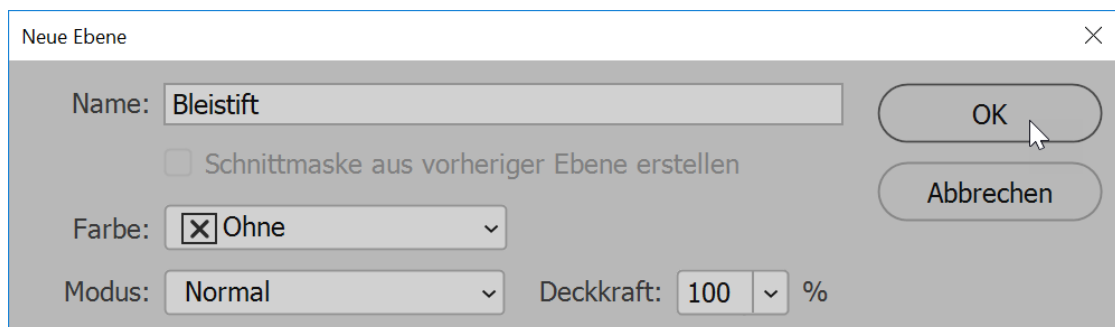 Neue Ebene
Name: Bleistift
OK
Schnittmaske aus vorheriger Ebene erstellen
Abbrechen
Farbe: Ohne
Modus: Normal Deckkraft: 100 %